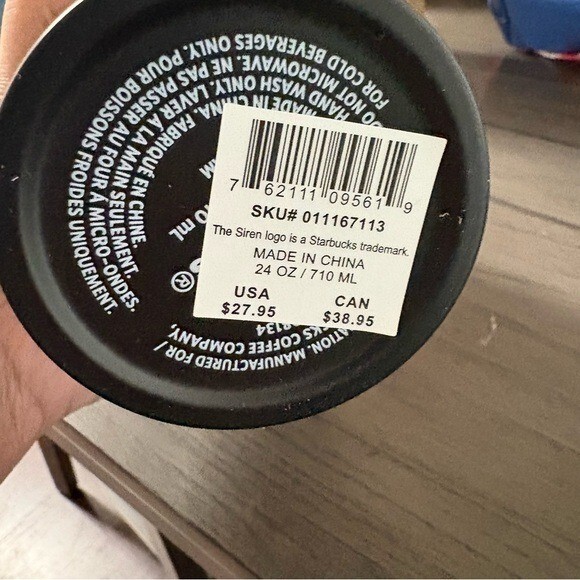 7 62111 09561 9
SKU# 011167113
The Siren logo is a Starbucks trademark.
MADE IN CHINA
24 OZ / 710 ML
USA CAN
$27.95 $38.95
FOR COLD BEVERAGES ONLY. POUR BOISSONS FROIDES UNIQUEMENT.
DO NOT MICROWAVE. NE PAS PASSER AU FOUR À MICRO-ONDES.
HAND WASH ONLY. LAVER À LA MAIN SEULEMENT.
MADE IN CHINA. FABRIQUÉ EN CHINE.
mL
®
MANUFACTURED FOR/
COFFEE COMPANY,